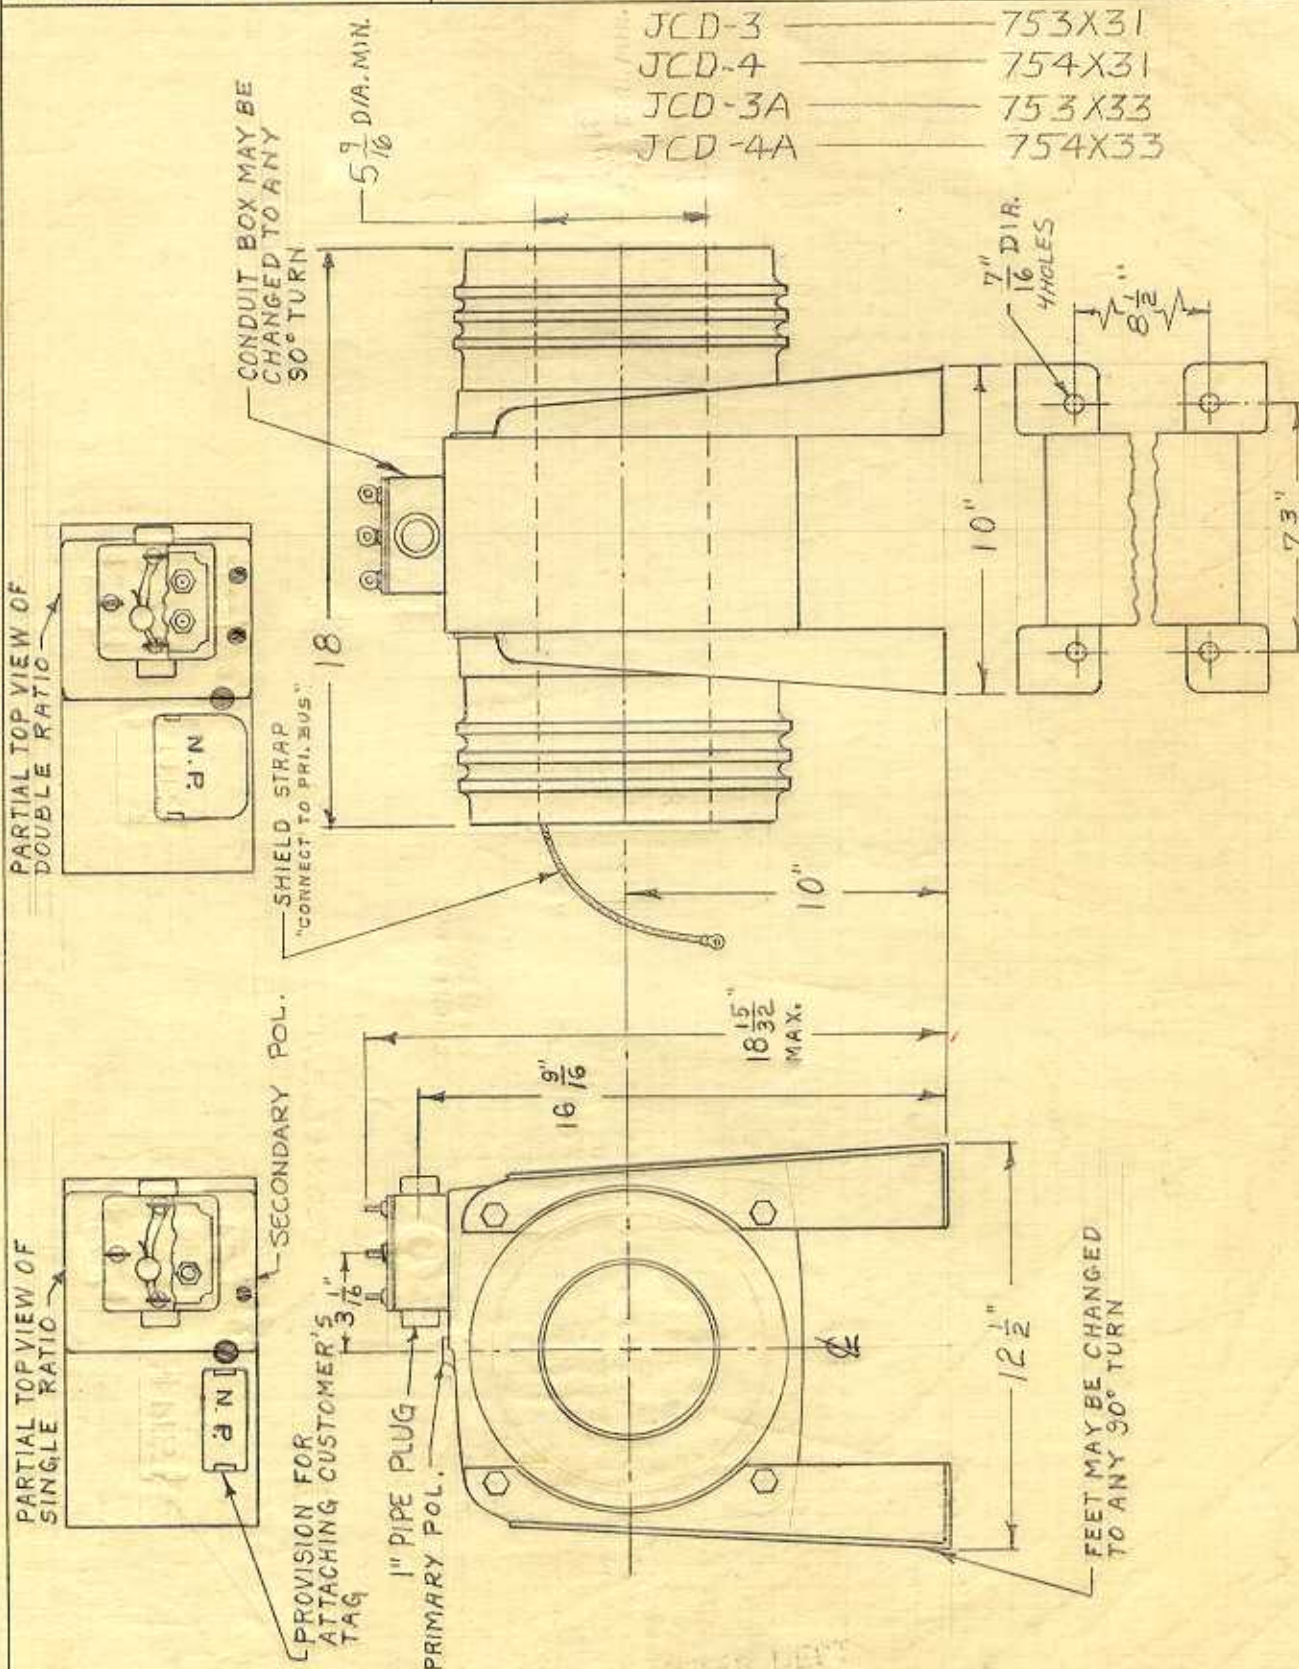 JCD-3 753X31
JCD-4 754X31
JCD-3A 753X33
JCD-4A 754X33
PARTIAL TOP VIEW OF
SINGLE RATIO
N.P.
SECONDARY POL.
PROVISION FOR
ATTACHING CUSTOMER'S
TAG
1" PIPE PLUG
PRIMARY POL.
3 1/16"
16 9/16"
18 15/32"
MAX.
℄
12 1/2"
FEET MAY BE CHANGED
TO ANY 90° TURN
PARTIAL TOP VIEW OF
DOUBLE RATIO
N.P.
SHIELD STRAP
"CONNECT TO PRI. BUS"
18
CONDUIT BOX MAY BE
CHANGED TO ANY
90° TURN
5 9/16 DIA. MIN.
10"
10"
7/16" DIA.
4 HOLES
8 1/2"